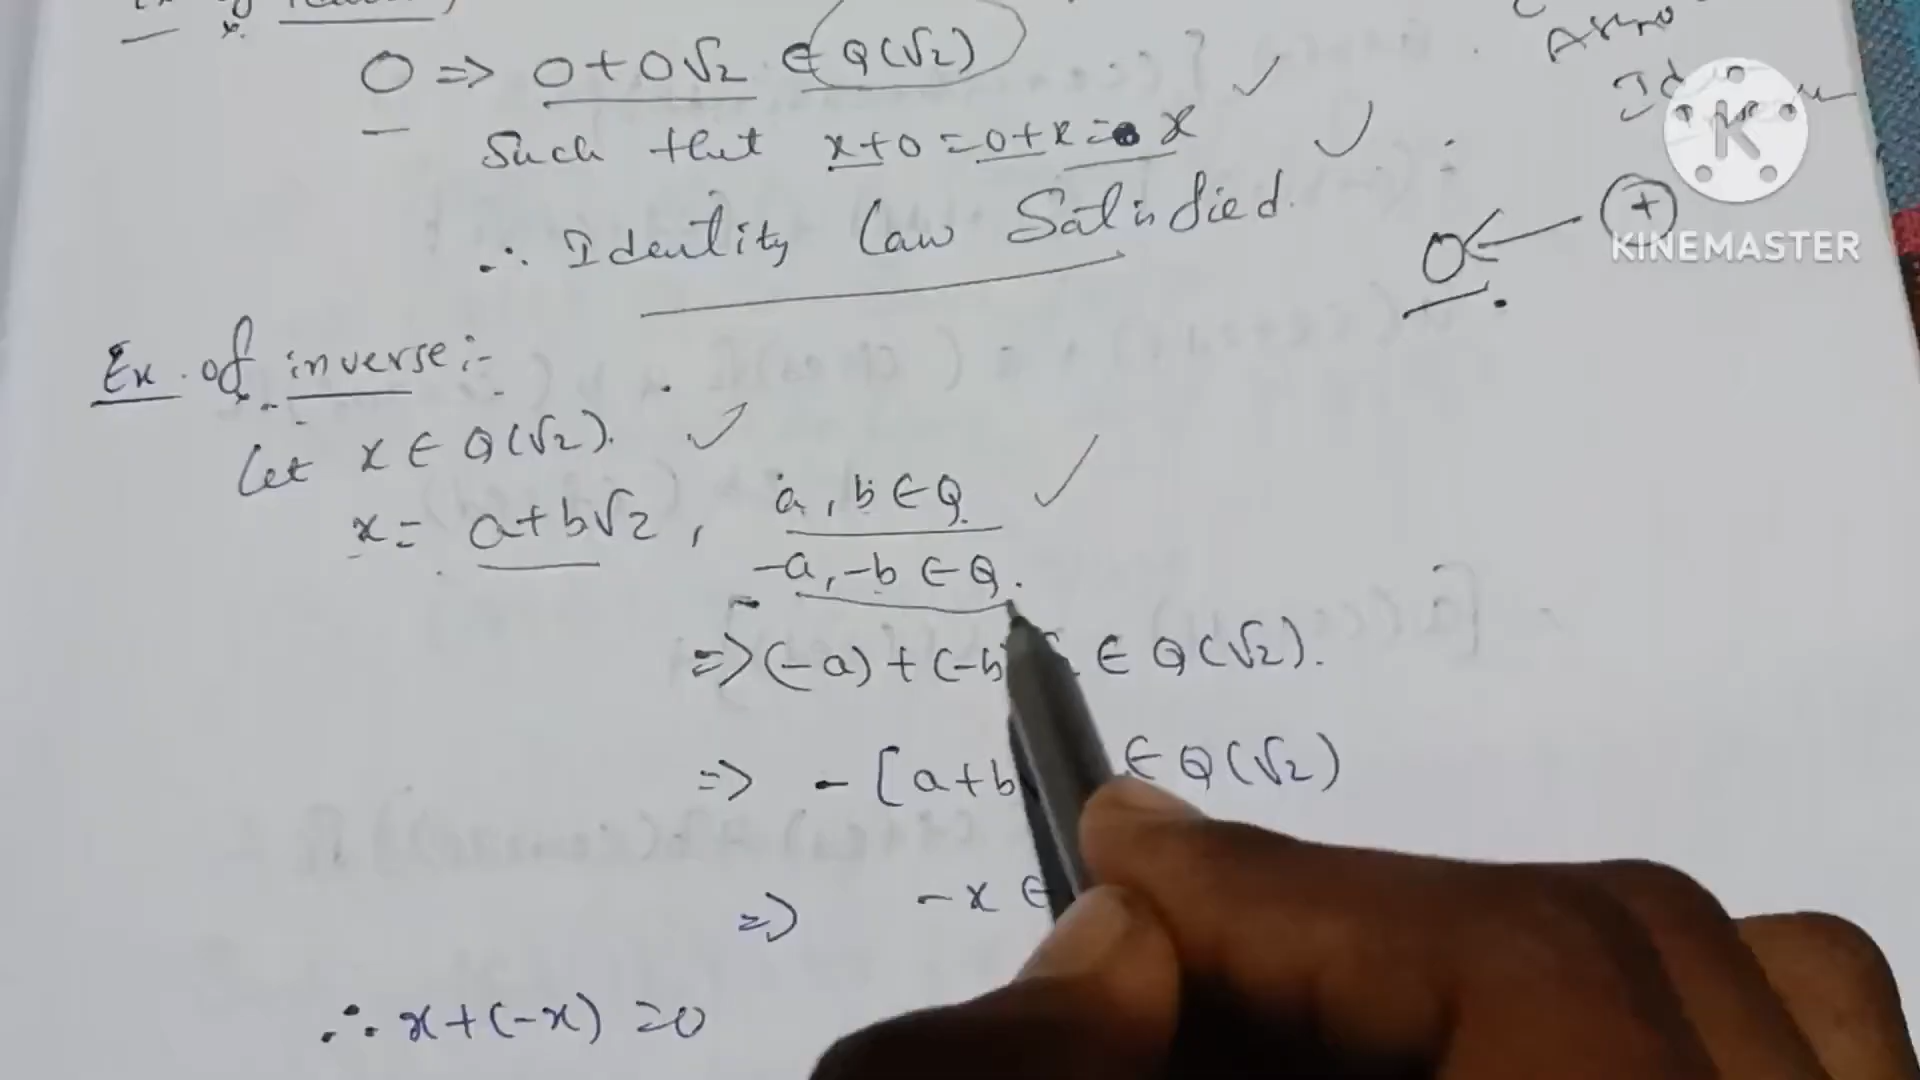 0 => 0+0√2 ∈ Q(√2)
Such that x+0=0+x= x
∴ Identity Law Satisfied.
0 ← +
KINEMASTER
Ex. of inverse:-
Let x ∈ Q(√2).
x = a+b√2, a, b ∈ Q
-a, -b ∈ Q.
=> (-a) + (-b) ∈ Q(√2).
=> -[a+b ∈ Q(√2)
=> -x ∈
∴ x+(-x) =0